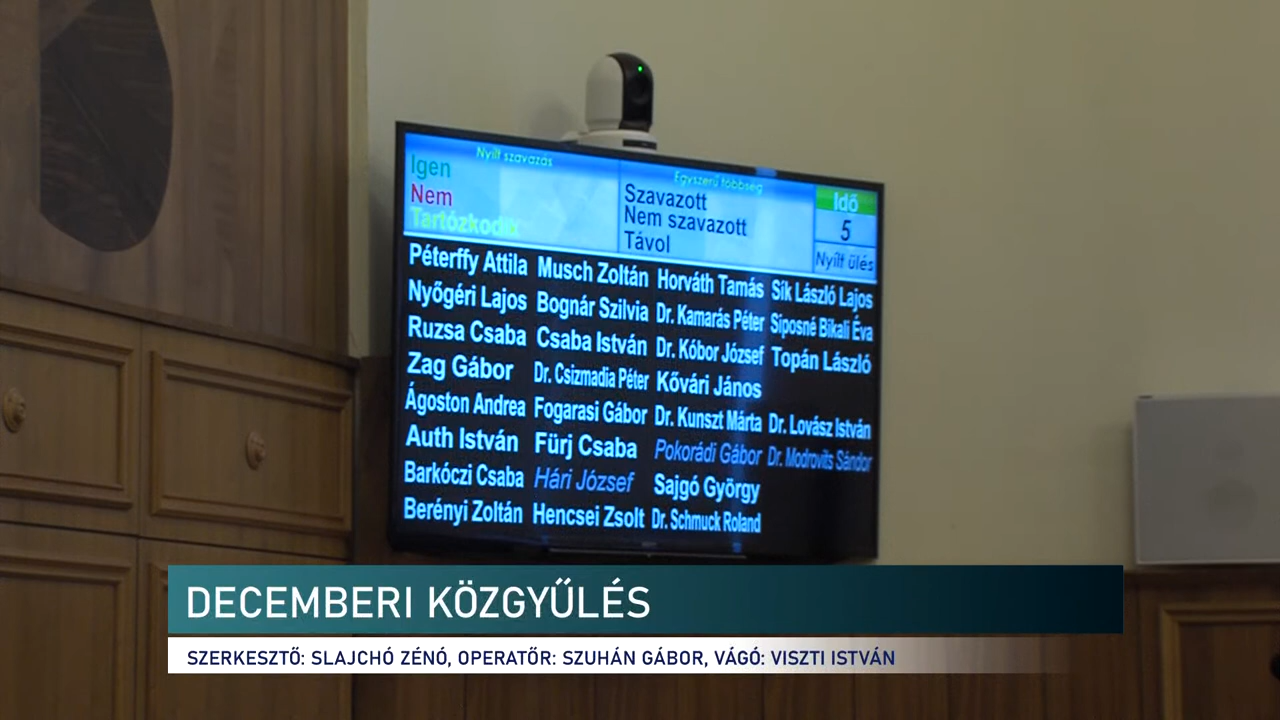 Nyílt szavazás
Igen
Nem
Tartózkodik
Egyszerű többség
Szavazott
Nem szavazott
Távol
Idő
5
Nyílt ülés
Péterffy Attila Musch Zoltán Horváth Tamás Sík László Lajos
Nyőgéri Lajos Bognár Szilvia Dr. Kamarás Péter Síposné Bíkali Éva
Ruzsa Csaba Csaba István Dr. Kóbor József Topán László
Zag Gábor Dr. Csizmadia Péter Kővári János
Ágoston Andrea Fogarasi Gábor Dr. Kunszt Márta Dr. Lovász István
Auth István Fürj Csaba Pokorádi Gábor Dr. Modrovits Sándor
Barkóczi Csaba Hári József Sajgó György
Berényi Zoltán Hencsei Zsolt Dr. Schmuck Roland
DECEMBERI KÖZGYŰLÉS
SZERKESZTŐ: SLAJCHÓ ZÉNÓ, OPERATŐR: SZUHÁN GÁBOR, VÁGÓ: VISZTI ISTVÁN